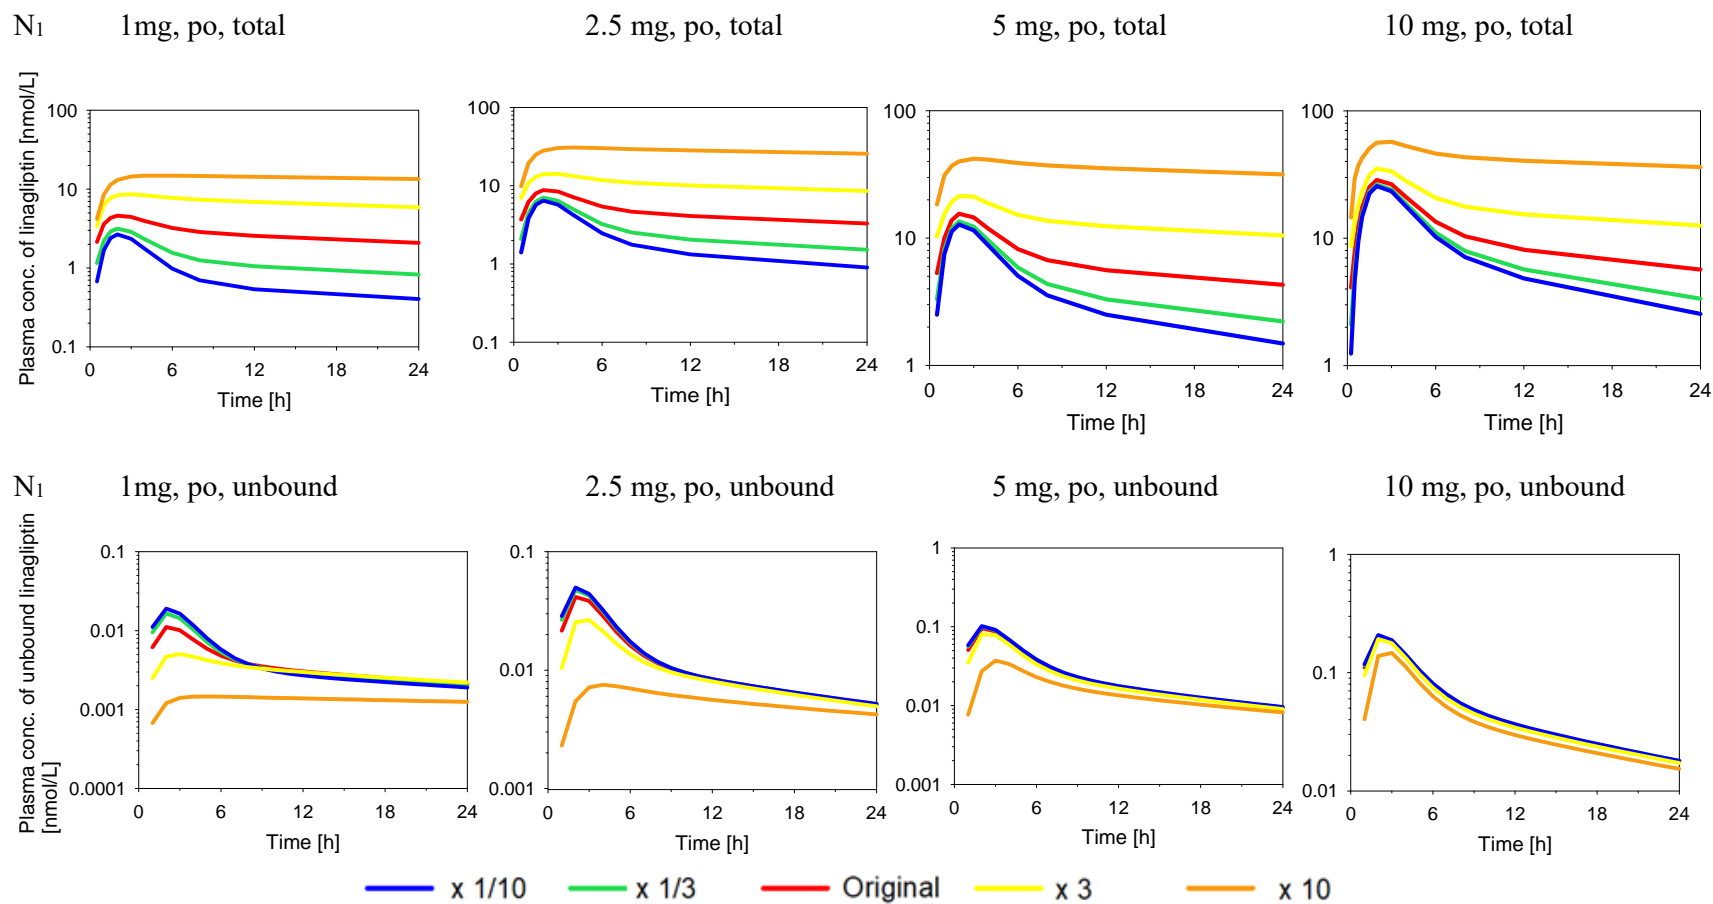 N1 1mg, po, total 2.5 mg, po, total 5 mg, po, total 10 mg, po, total
Plasma conc. of linagliptin [nmol/L]
100 100 100 100
10 10 10 10
1 1
0.1 0.1 1 1
0 6 12 18 24 0 6 12 18 24 0 6 12 18 24 0 6 12 18 24
Time [h] Time [h] Time [h] Time [h]
N1 1mg, po, unbound 2.5 mg, po, unbound 5 mg, po, unbound 10 mg, po, unbound
Plasma conc. of unbound linagliptin
[nmol/L]
0.1 0.1 1 1
0.01 0.01 0.1 0.1
0.001 0.01
0.0001 0.001 0.001 0.01
0 6 12 18 24 0 6 12 18 24 0 6 12 18 24 0 6 12 18 24
Time [h] Time [h] Time [h] Time [h]
x 1/10 x 1/3 Original x 3 x 10